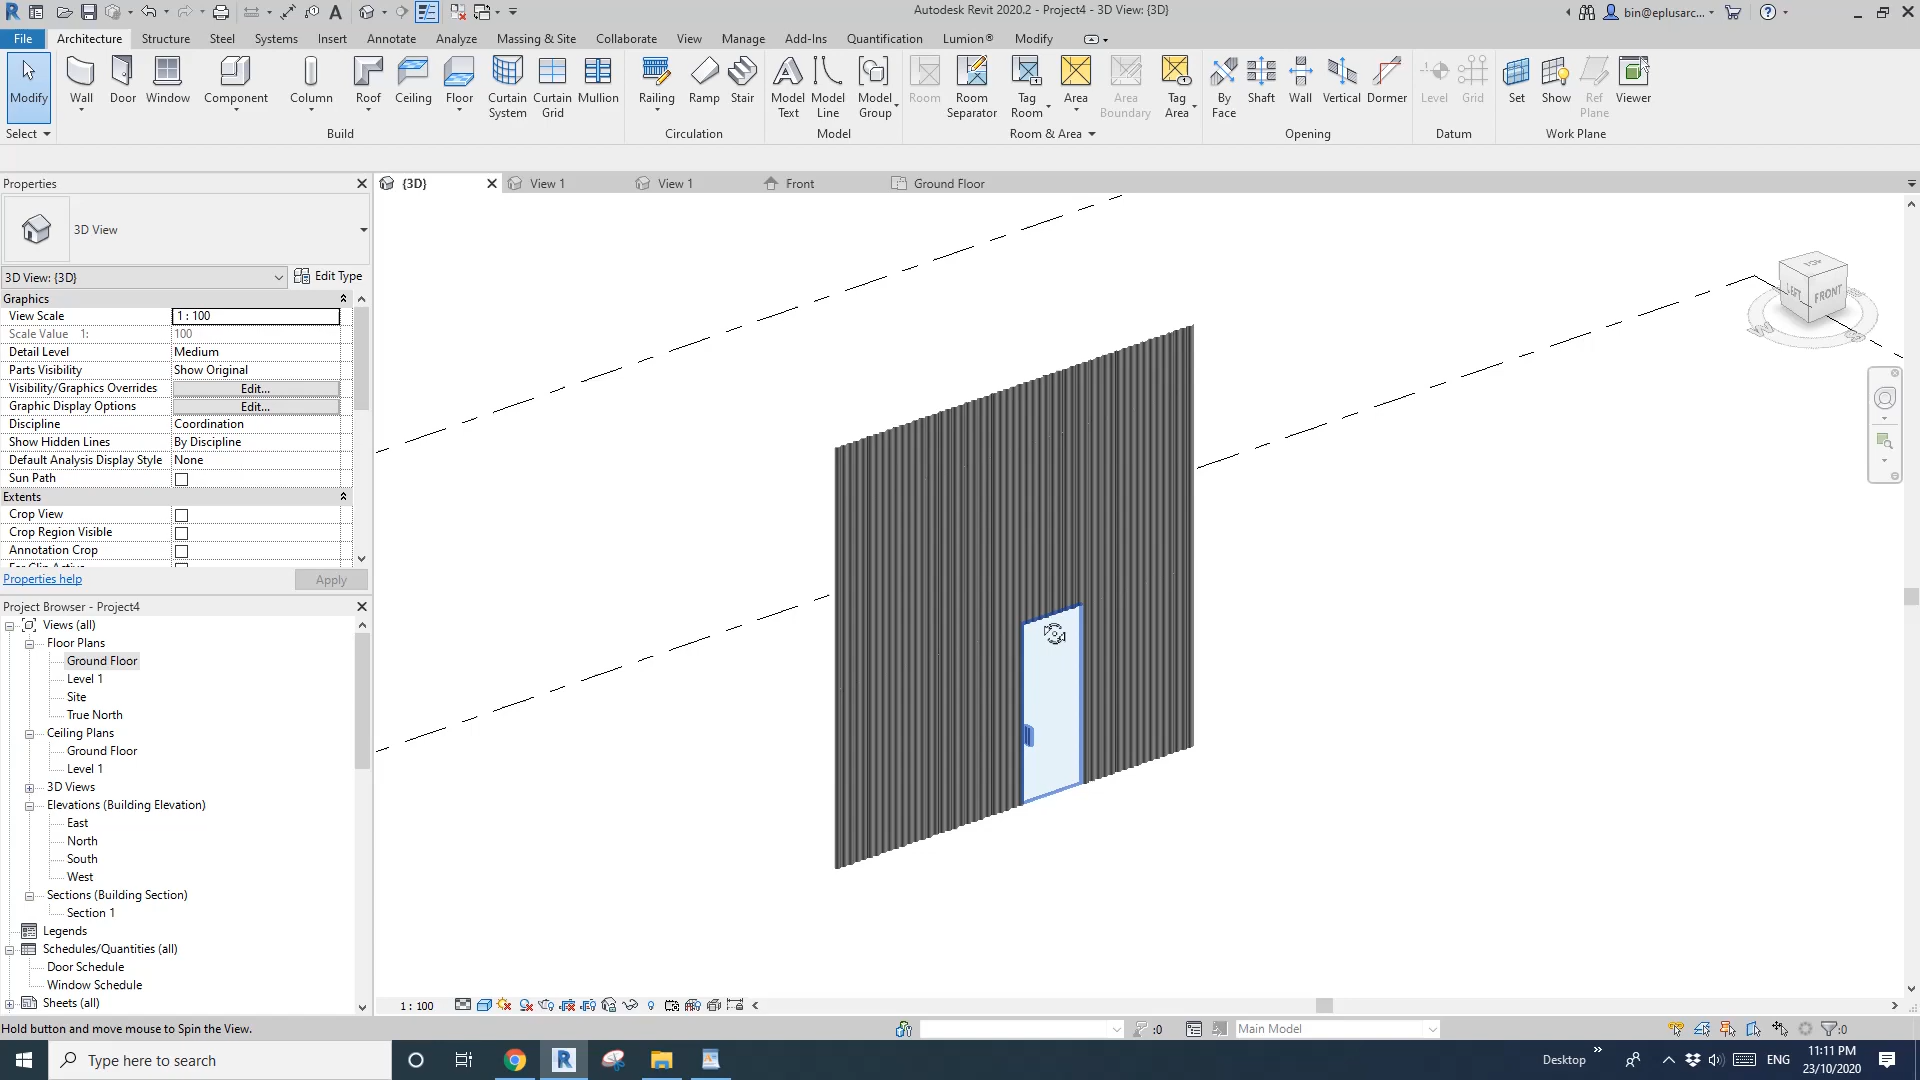 Autodesk Revit 2020.2 - Project4 - 3D View: {3D}
bin@eplusarc...
File
Architecture
Structure
Steel
Systems
Insert
Annotate
Analyze
Massing & Site
Collaborate
View
Manage
Add-Ins
Quantification
Lumion®
Modify
Modify
Wall
Door
Window
Component
Column
Roof
Ceiling
Floor
Curtain
System
Curtain
Grid
Mullion
Railing
Ramp
Stair
Model
Text
Model
Line
Model
Group
Room
Room
Separator
Tag
Room
Area
Area
Boundary
Tag
Area
By
Face
Shaft
Wall
Vertical
Dormer
Level
Grid
Set
Show
Ref
Plane
Viewer
Select
Build
Circulation
Model
Room & Area
Opening
Datum
Work Plane
Properties
{3D}
View 1
View 1
Front
Ground Floor
3D View
3D View: {3D}
Edit Type
Graphics
View Scale
1 : 100
Scale Value 1:
100
Detail Level
Medium
Parts Visibility
Show Original
Visibility/Graphics Overrides
Edit...
Graphic Display Options
Edit...
Discipline
Coordination
Show Hidden Lines
By Discipline
Default Analysis Display Style
None
Sun Path
Extents
Crop View
Crop Region Visible
Annotation Crop
Far Clip Active
Properties help
Apply
TOP
LEFT
FRONT
W
S
Project Browser - Project4
Views (all)
Floor Plans
Ground Floor
Level 1
Site
True North
Ceiling Plans
Ground Floor
Level 1
3D Views
Elevations (Building Elevation)
East
North
South
West
Sections (Building Section)
Section 1
Legends
Schedules/Quantities (all)
Door Schedule
Window Schedule
Sheets (all)
1 : 100
Hold button and move mouse to Spin the View.
:0
Main Model
:0
Type here to search
Desktop
ENG
11:11 PM
23/10/2020